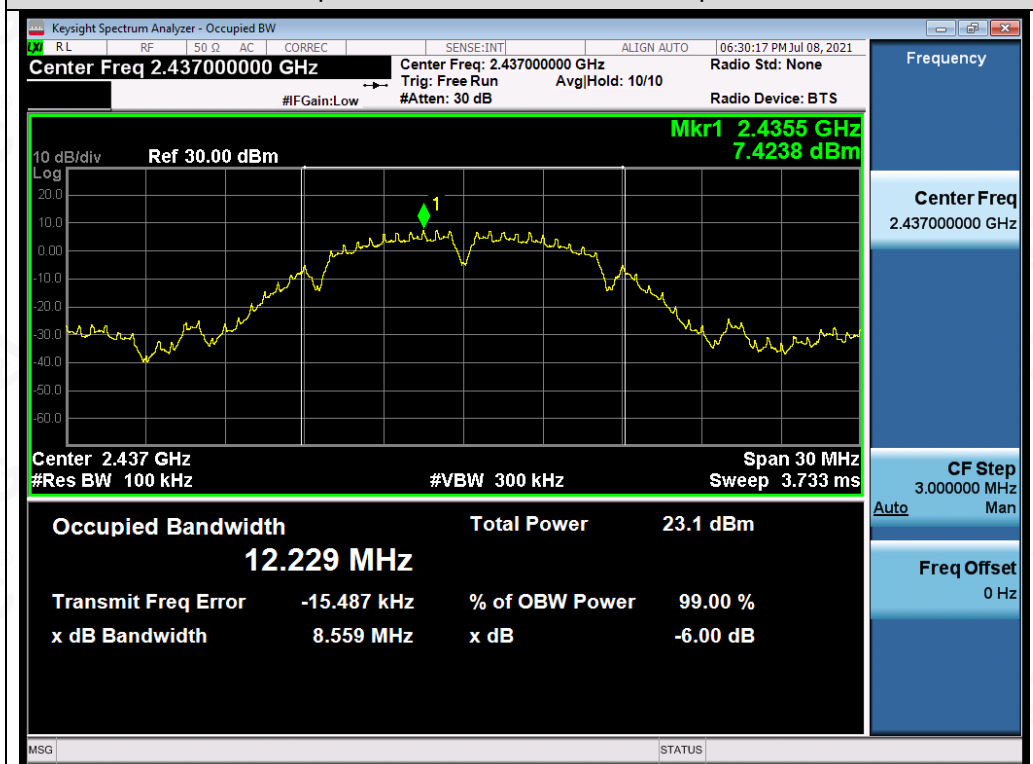 Keysight Spectrum Analyzer - Occupied BW
LXI RL RF 50 Ω AC CORREC SENSE:INT ALIGN AUTO 06:30:17 PM Jul 08, 2021
Center Freq 2.437000000 GHz
Center Freq: 2.437000000 GHz
Radio Std: None
Trig: Free Run Avg|Hold: 10/10
#IFGain:Low #Atten: 30 dB Radio Device: BTS
Mkr1 2.4355 GHz
7.4238 dBm
10 dB/div Ref 30.00 dBm
Log
20.0
10.0
0.00
-10.0
-20.0
-30.0
-40.0
-50.0
-60.0
1
Center 2.437 GHz Span 30 MHz
#Res BW 100 kHz #VBW 300 kHz Sweep 3.733 ms
Occupied Bandwidth Total Power 23.1 dBm
12.229 MHz
Transmit Freq Error -15.487 kHz % of OBW Power 99.00 %
x dB Bandwidth 8.559 MHz x dB -6.00 dB
Frequency
Center Freq
2.437000000 GHz
CF Step
3.000000 MHz
Auto Man
Freq Offset
0 Hz
MSG STATUS